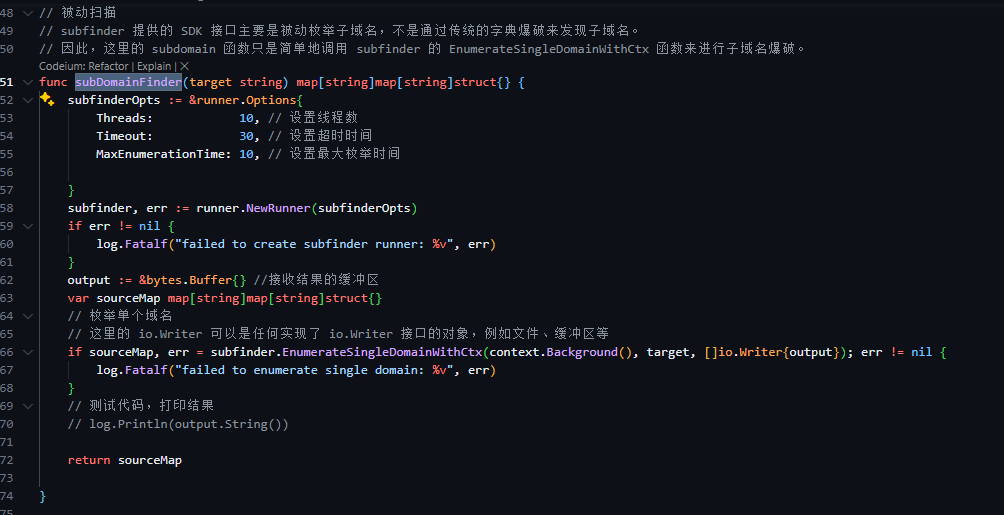 48 // 被动扫描
49 // subfinder 提供的 SDK 接口主要是被动枚举子域名，不是通过传统的字典爆破来发现子域名。
50 // 因此，这里的 subdomain 函数只是简单地调用 subfinder 的 EnumerateSingleDomainWithCtx 函数来进行子域名爆破。
Codeium: Refactor | Explain | ✕
51 func subDomainFinder(target string) map[string]map[string]struct{} {
52 subfinderOpts := &runner.Options{
53 Threads: 10, // 设置线程数
54 Timeout: 30, // 设置超时时间
55 MaxEnumerationTime: 10, // 设置最大枚举时间
56
57 }
58 subfinder, err := runner.NewRunner(subfinderOpts)
59 if err != nil {
60 log.Fatalf("failed to create subfinder runner: %v", err)
61 }
62 output := &bytes.Buffer{} //接收结果的缓冲区
63 var sourceMap map[string]map[string]struct{}
64 // 枚举单个域名
65 // 这里的 io.Writer 可以是任何实现了 io.Writer 接口的对象，例如文件、缓冲区等
66 if sourceMap, err = subfinder.EnumerateSingleDomainWithCtx(context.Background(), target, []io.Writer{output}); err != nil {
67 log.Fatalf("failed to enumerate single domain: %v", err)
68 }
69 // 测试代码，打印结果
70 // log.Println(output.String())
71
72 return sourceMap
73
74 }
75